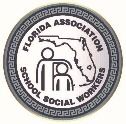 FLORIDA ASSOCIATION
SCHOOL SOCIAL WORKERS